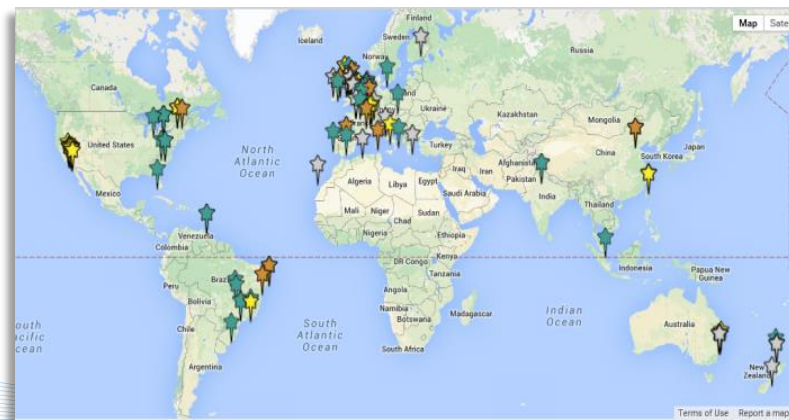 Finland
Sweden
Iceland
Norway
Map
Sate
Russia
Canada
Ukraine
Kazakhstan
Mongolia
North
Atlantic
Ocean
United States
Turkey
China
South Korea
Japan
Afghanistan
Iraq
Iran
Pakistan
Algeria
Libya
Egypt
Saudi Arabia
Mexico
India
Thailand
Mali
Niger
Chad
Sudan
Nigeria
Ethiopia
Venezuela
Colombia
DR Congo
Kenya
Tanzania
Indonesia
Papua New
Guinea
Peru
Bolivia
Angola
Namibia
Botswana
Madagascar
Indian
Ocean
Australia
Chile
South
Atlantic
Ocean
South Africa
Argentina
New
Zealand
Terms of Use
Report a map